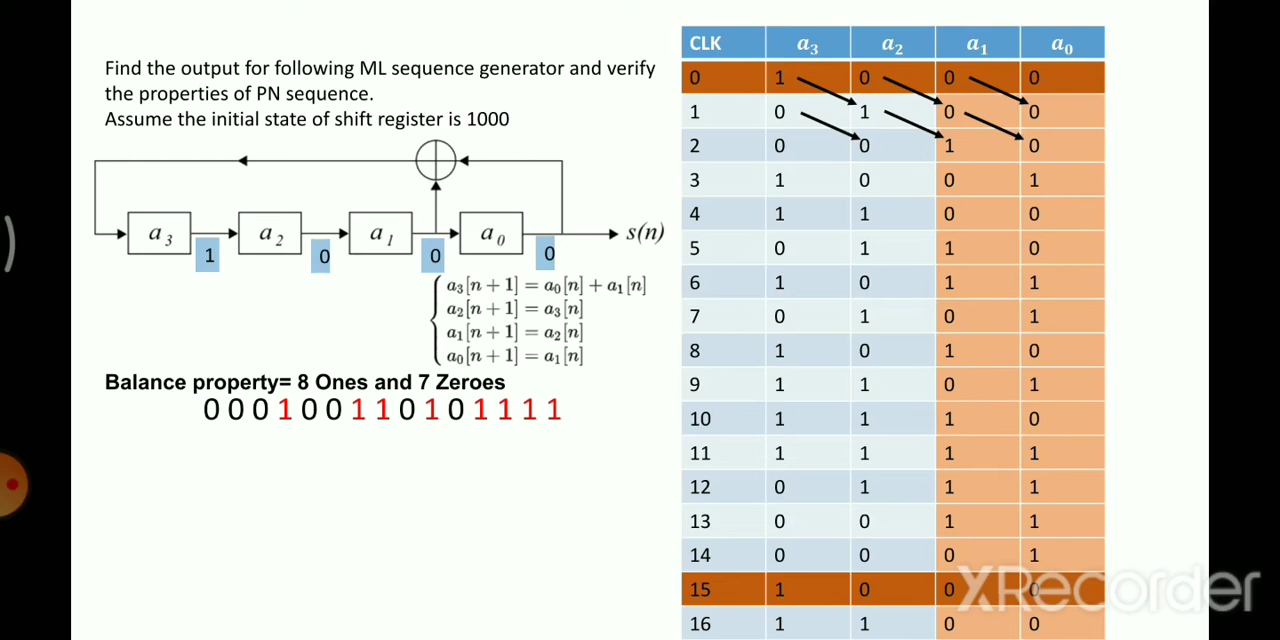 Find the output for following ML sequence generator and verify
the properties of PN sequence.
Assume the initial state of shift register is 1000
a₃ a₂ a₁ a₀ s(n)
1 0 0 0
a₃[n + 1] = a₀[n] + a₁[n]
a₂[n + 1] = a₃[n]
a₁[n + 1] = a₂[n]
a₀[n + 1] = a₁[n]
Balance property= 8 Ones and 7 Zeroes
0 0 0 1 0 0 1 1 0 1 0 1 1 1 1
CLK a₃ a₂ a₁ a₀
0 1 0 0 0
1 0 1 0 0
2 0 0 1 0
3 1 0 0 1
4 1 1 0 0
5 0 1 1 0
6 1 0 1 1
7 0 1 0 1
8 1 0 1 0
9 1 1 0 1
10 1 1 1 0
11 1 1 1 1
12 0 1 1 1
13 0 0 1 1
14 0 0 0 1
15 1 0 0 0
16 1 1 0 0
XRecorder